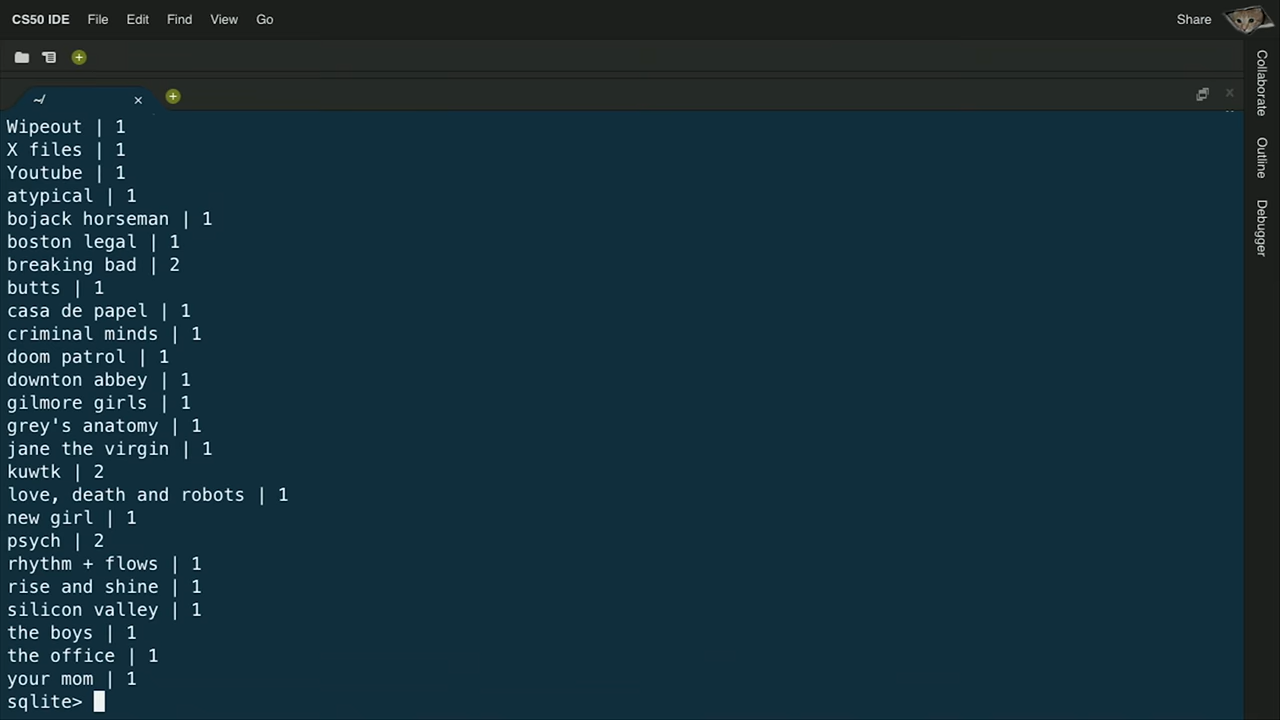 CS50 IDE File Edit Find View Go Share
~/
Wipeout | 1
X files | 1
Youtube | 1
atypical | 1
bojack horseman | 1
boston legal | 1
breaking bad | 2
butts | 1
casa de papel | 1
criminal minds | 1
doom patrol | 1
downton abbey | 1
gilmore girls | 1
grey's anatomy | 1
jane the virgin | 1
kuwtk | 2
love, death and robots | 1
new girl | 1
psych | 2
rhythm + flows | 1
rise and shine | 1
silicon valley | 1
the boys | 1
the office | 1
your mom | 1
sqlite>
Collaborate
Outline
Debugger